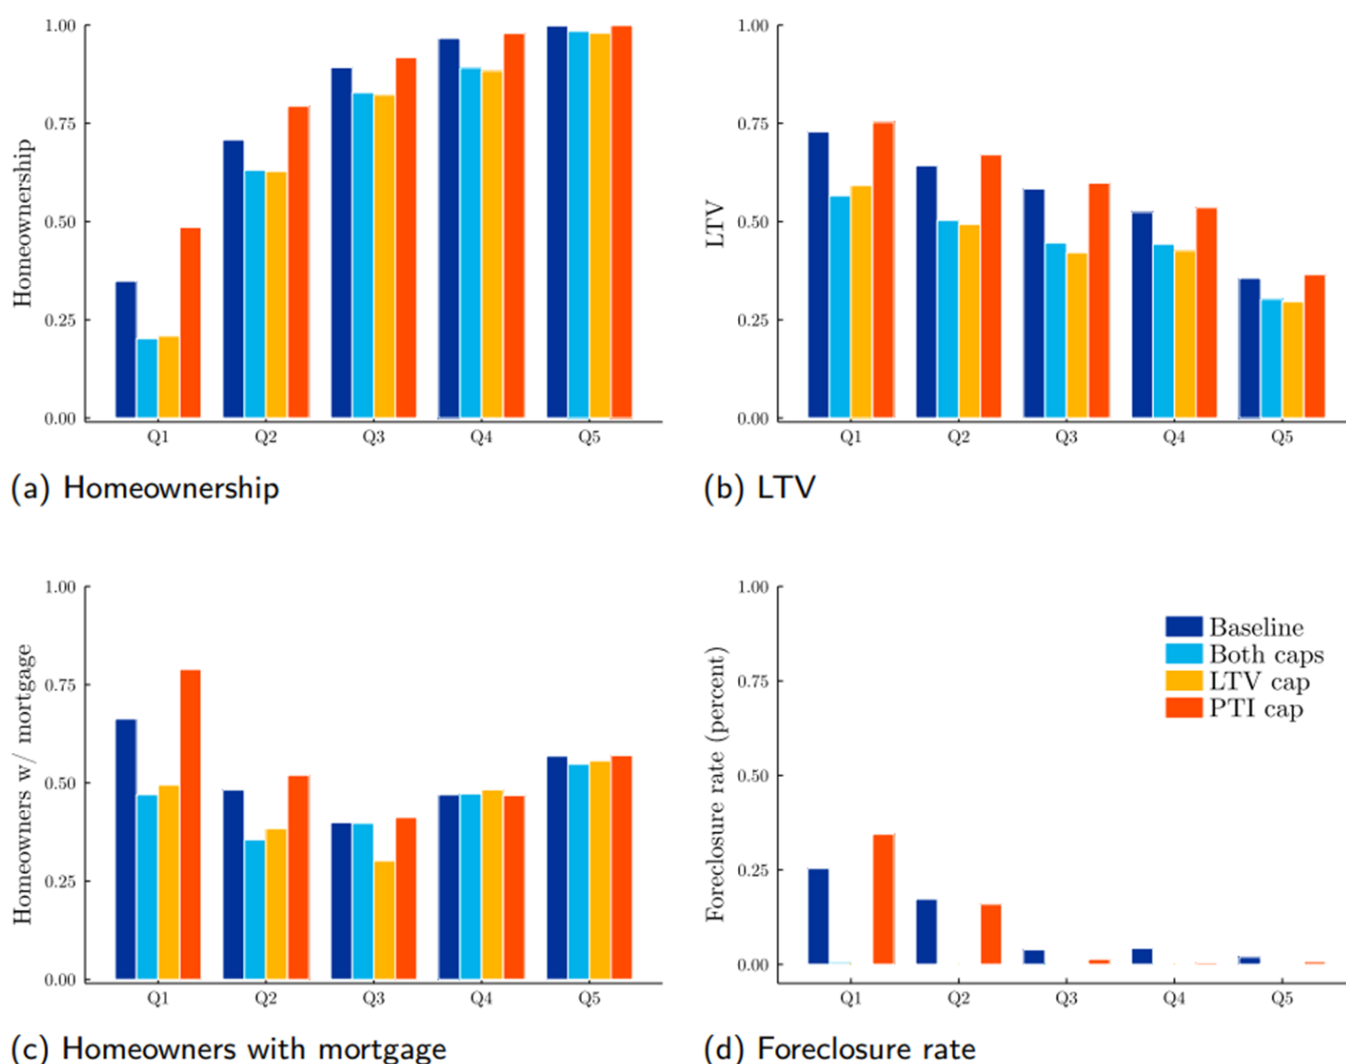 1.00
0.75
0.50
0.25
0.00
Homeownership
Q1 Q2 Q3 Q4 Q5
(a) Homeownership
1.00
0.75
0.50
0.25
0.00
LTV
Q1 Q2 Q3 Q4 Q5
(b) LTV
1.00
0.75
0.50
0.25
0.00
Homeowners w/ mortgage
Q1 Q2 Q3 Q4 Q5
(c) Homeowners with mortgage
1.00
0.75
0.50
0.25
0.00
Foreclosure rate (percent)
Baseline
Both caps
LTV cap
PTI cap
Q1 Q2 Q3 Q4 Q5
(d) Foreclosure rate